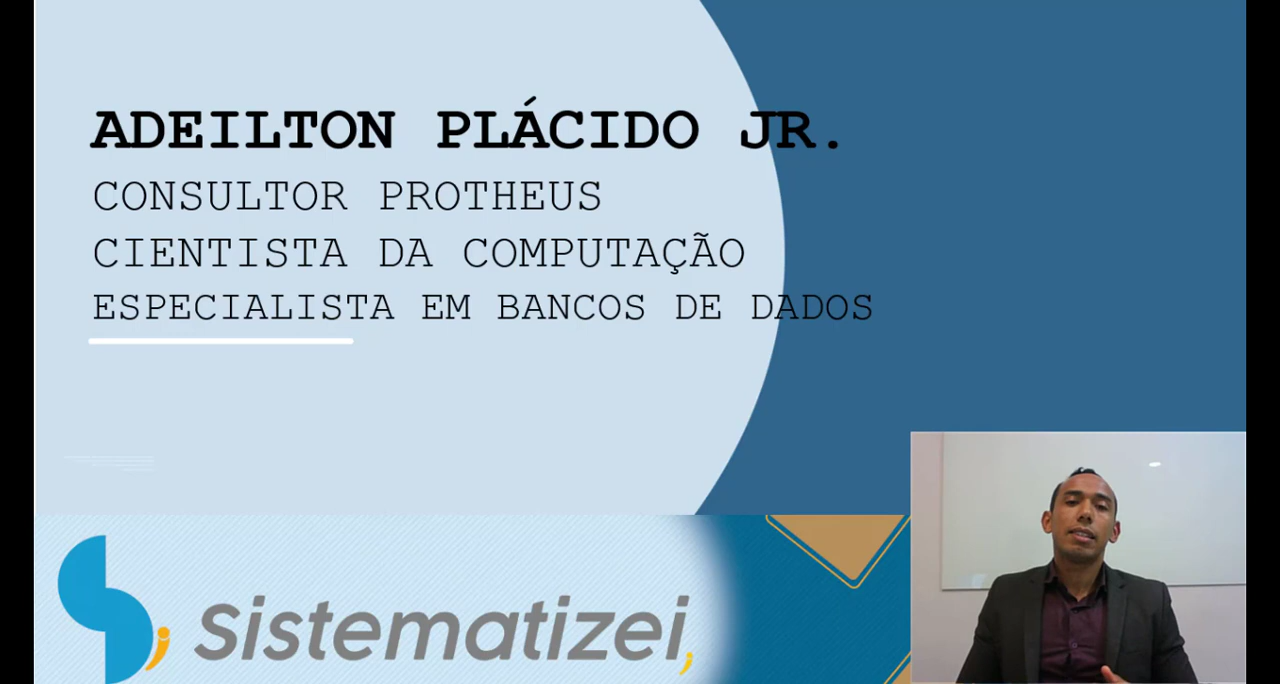 ADEILTON PLÁCIDO JR.
CONSULTOR PROTHEUS
CIENTISTA DA COMPUTAÇÃO
ESPECIALISTA EM BANCOS DE DADOS
Sistematizei,